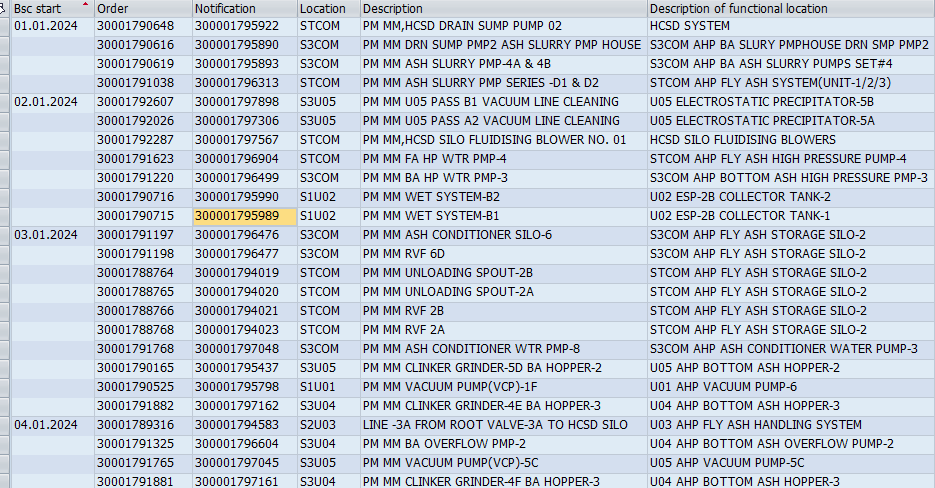 Bsc start Order Notification Location Description Description of functional location
01.01.2024 30001790648 300001795922 STCOM PM MM,HCSD DRAIN SUMP PUMP 02 HCSD SYSTEM
30001790616 300001795890 S3COM PM MM DRN SUMP PMP2 ASH SLURRY PMP HOUSE S3COM AHP BA SLURY PMPHOUSE DRN SMP PMP2
30001790619 300001795893 S3COM PM MM ASH SLURRY PMP-4A & 4B S3COM AHP BA ASH SLURRY PUMPS SET#4
30001791038 300001796313 STCOM PM MM ASH SLURRY PMP SERIES -D1 & D2 STCOM AHP FLY ASH SYSTEM(UNIT-1/2/3)
02.01.2024 30001792607 300001797898 S3U05 PM MM U05 PASS B1 VACUUM LINE CLEANING U05 ELECTROSTATIC PRECIPITATOR-5B
30001792026 300001797306 S3U05 PM MM U05 PASS A2 VACUUM LINE CLEANING U05 ELECTROSTATIC PRECIPITATOR-5A
30001792287 300001797567 STCOM PM MM,HCSD SILO FLUIDISING BLOWER NO. 01 HCSD SILO FLUIDISING BLOWERS
30001791623 300001796904 STCOM PM MM FA HP WTR PMP-4 STCOM AHP FLY ASH HIGH PRESSURE PUMP-4
30001791220 300001796499 S3COM PM MM BA HP WTR PMP-3 S3COM AHP BOTTOM ASH HIGH PRESSURE PMP-3
30001790716 300001795990 S1U02 PM MM WET SYSTEM-B2 U02 ESP-2B COLLECTOR TANK-2
30001790715 300001795989 S1U02 PM MM WET SYSTEM-B1 U02 ESP-2B COLLECTOR TANK-1
03.01.2024 30001791197 300001796476 S3COM PM MM ASH CONDITIONER SILO-6 S3COM AHP FLY ASH STORAGE SILO-2
30001791198 300001796477 S3COM PM MM RVF 6D S3COM AHP FLY ASH STORAGE SILO-2
30001788764 300001794019 STCOM PM MM UNLOADING SPOUT-2B STCOM AHP FLY ASH STORAGE SILO-2
30001788765 300001794020 STCOM PM MM UNLOADING SPOUT-2A STCOM AHP FLY ASH STORAGE SILO-2
30001788766 300001794021 STCOM PM MM RVF 2B STCOM AHP FLY ASH STORAGE SILO-2
30001788768 300001794023 STCOM PM MM RVF 2A STCOM AHP FLY ASH STORAGE SILO-2
30001791768 300001797048 S3COM PM MM ASH CONDITIONER WTR PMP-8 S3COM AHP ASH CONDITIONER WATER PUMP-3
30001790165 300001795437 S3U05 PM MM CLINKER GRINDER-5D BA HOPPER-2 U05 AHP BOTTOM ASH HOPPER-2
30001790525 300001795798 S1U01 PM MM VACUUM PUMP(VCP)-1F U01 AHP VACUUM PUMP-6
30001791882 300001797162 S3U04 PM MM CLINKER GRINDER-4E BA HOPPER-3 U04 AHP BOTTOM ASH HOPPER-3
04.01.2024 30001789316 300001794583 S2U03 LINE -3A FROM ROOT VALVE-3A TO HCSD SILO U03 AHP FLY ASH HANDLING SYSTEM
30001791325 300001796604 S3U04 PM MM BA OVERFLOW PMP-2 U04 AHP BOTTOM ASH OVERFLOW PUMP-2
30001791765 300001797045 S3U05 PM MM VACUUM PUMP(VCP)-5C U05 AHP VACUUM PUMP-5C
30001791881 300001797161 S3U04 PM MM CLINKER GRINDER-4F BA HOPPER-3 U04 AHP BOTTOM ASH HOPPER-3